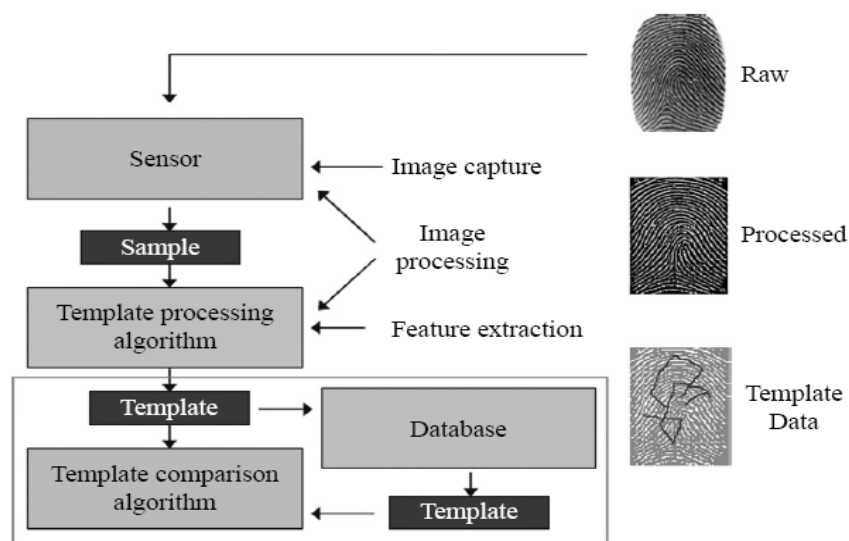 Raw
Sensor
Image capture
Sample
Image
processing
Processed
Template processing
algorithm
Feature extraction
Template
Database
Template
Data
Template comparison
algorithm
Template